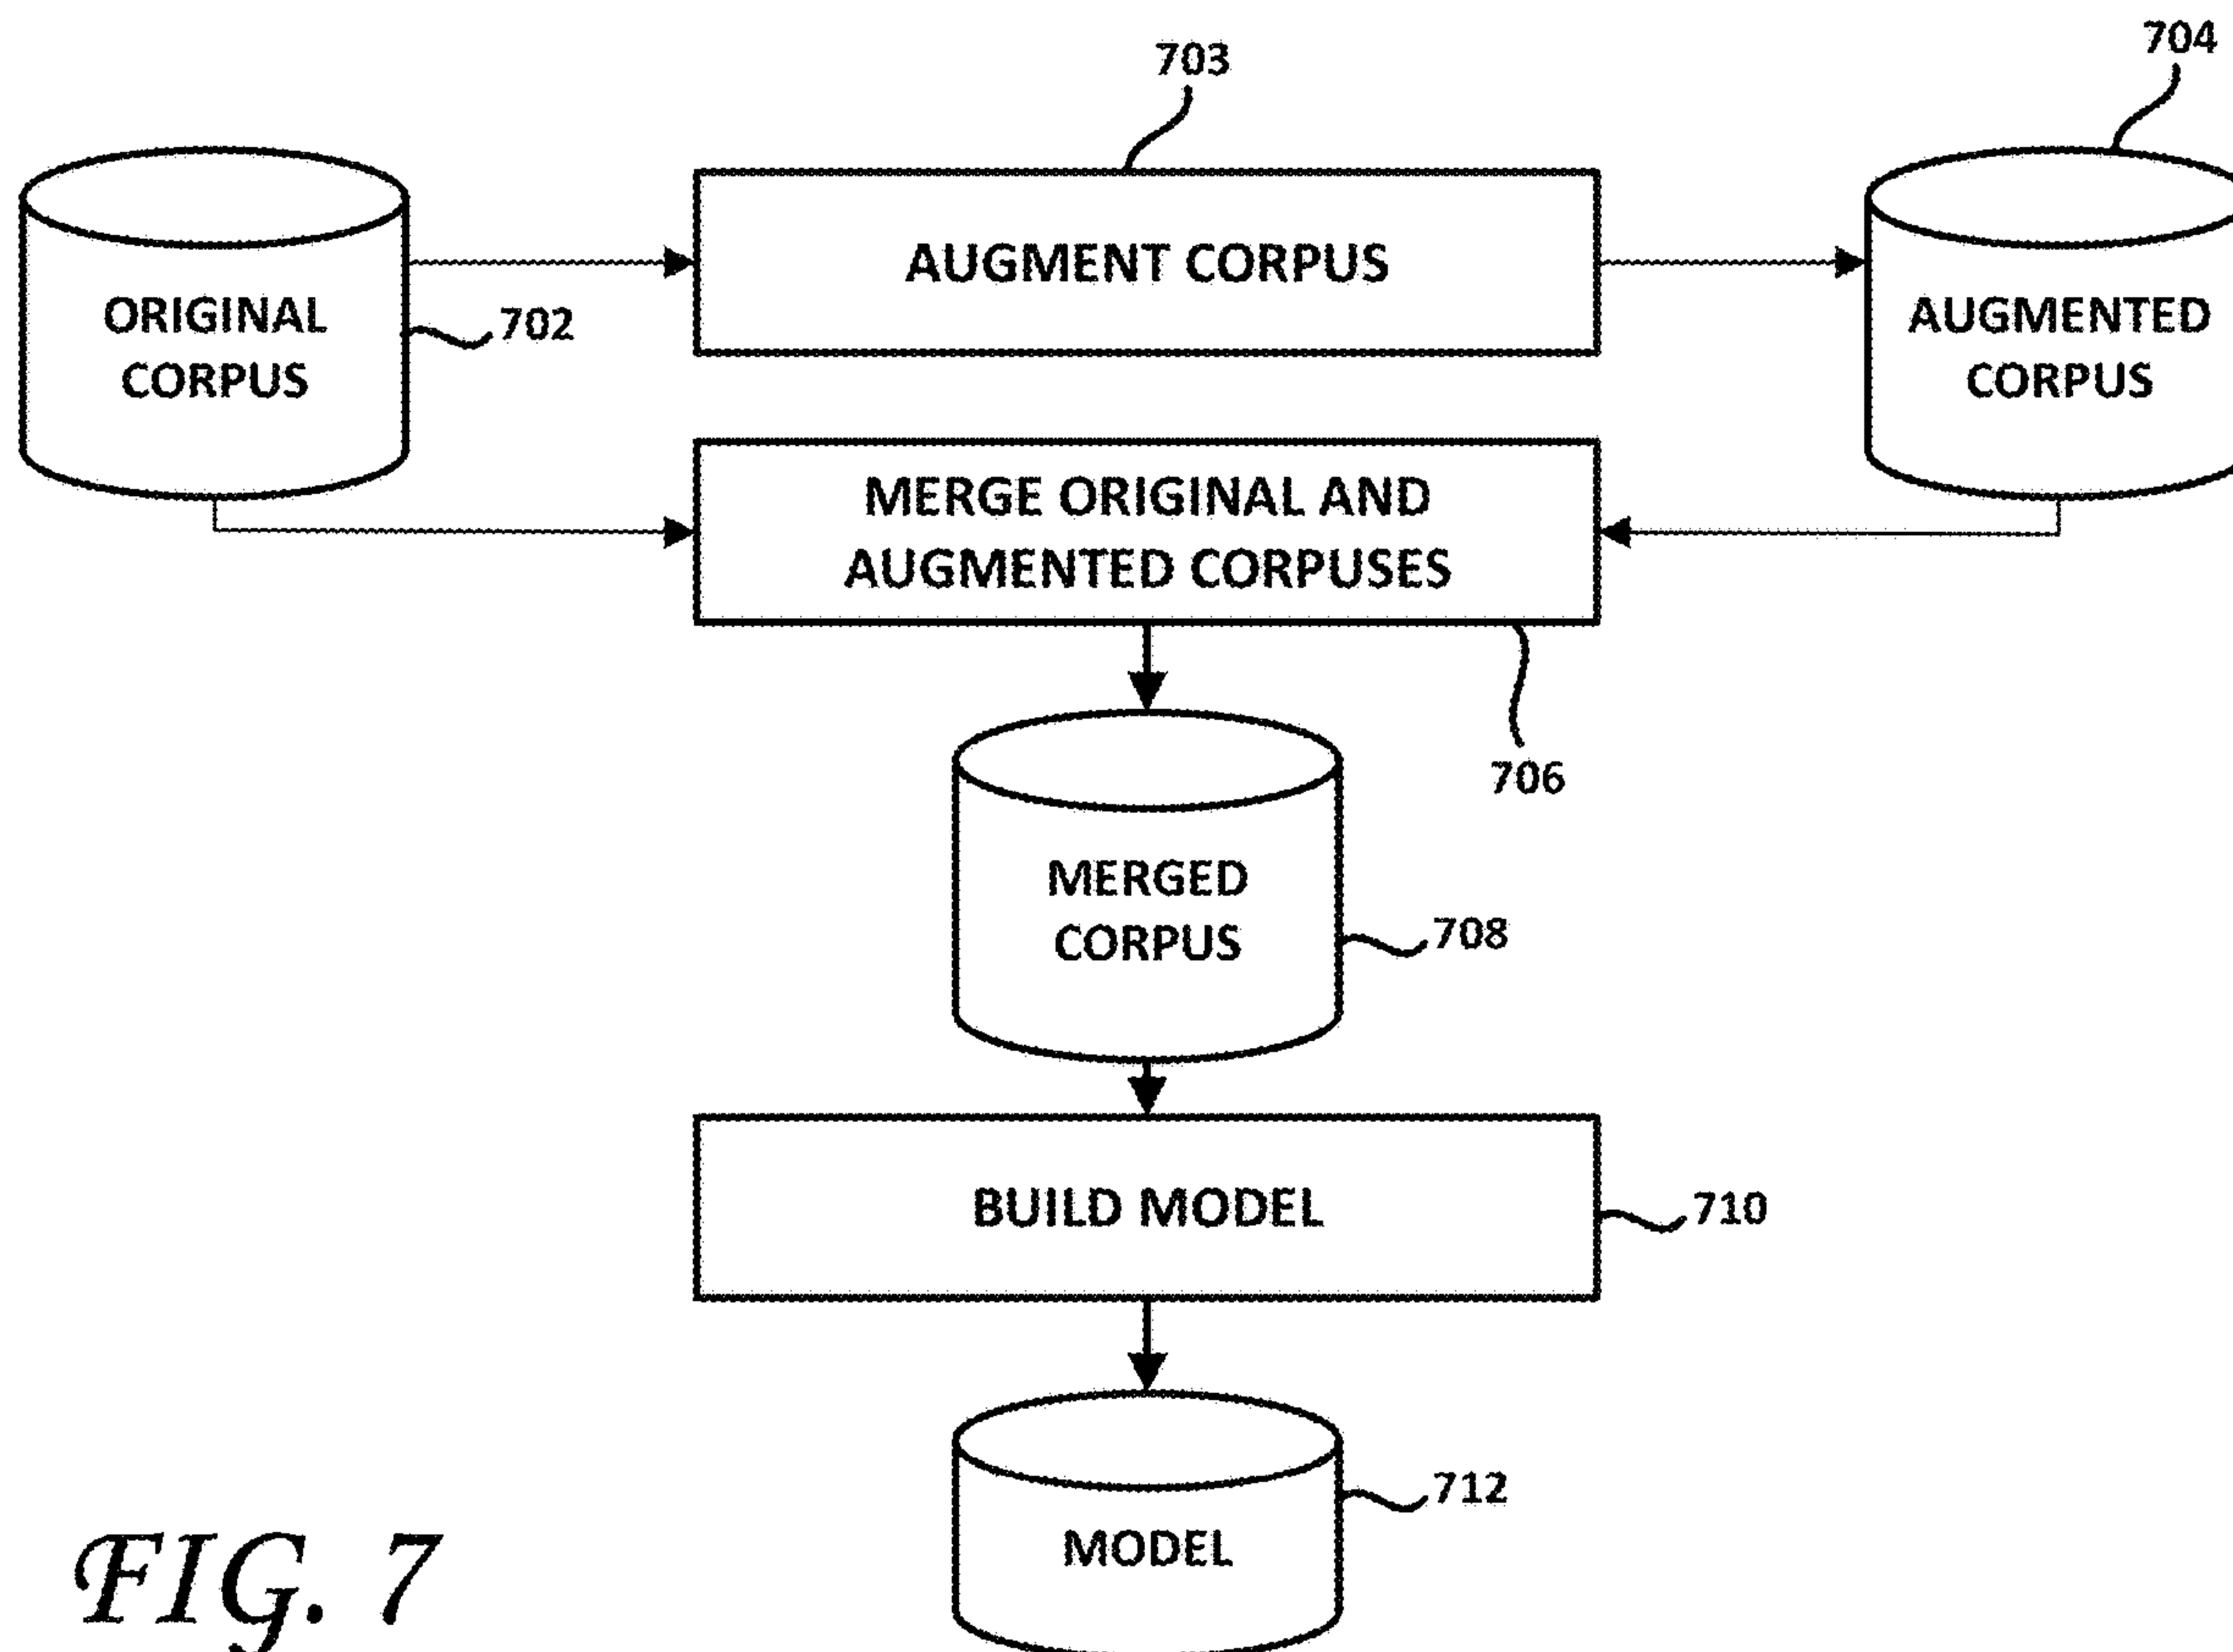 703
704
AUGMENT CORPUS
ORIGINAL
CORPUS
702
AUGMENTED
CORPUS
MERGE ORIGINAL AND
AUGMENTED CORPUSES
706
MERGED
CORPUS
708
BUILD MODEL
710
712
MODEL
FIG. 7